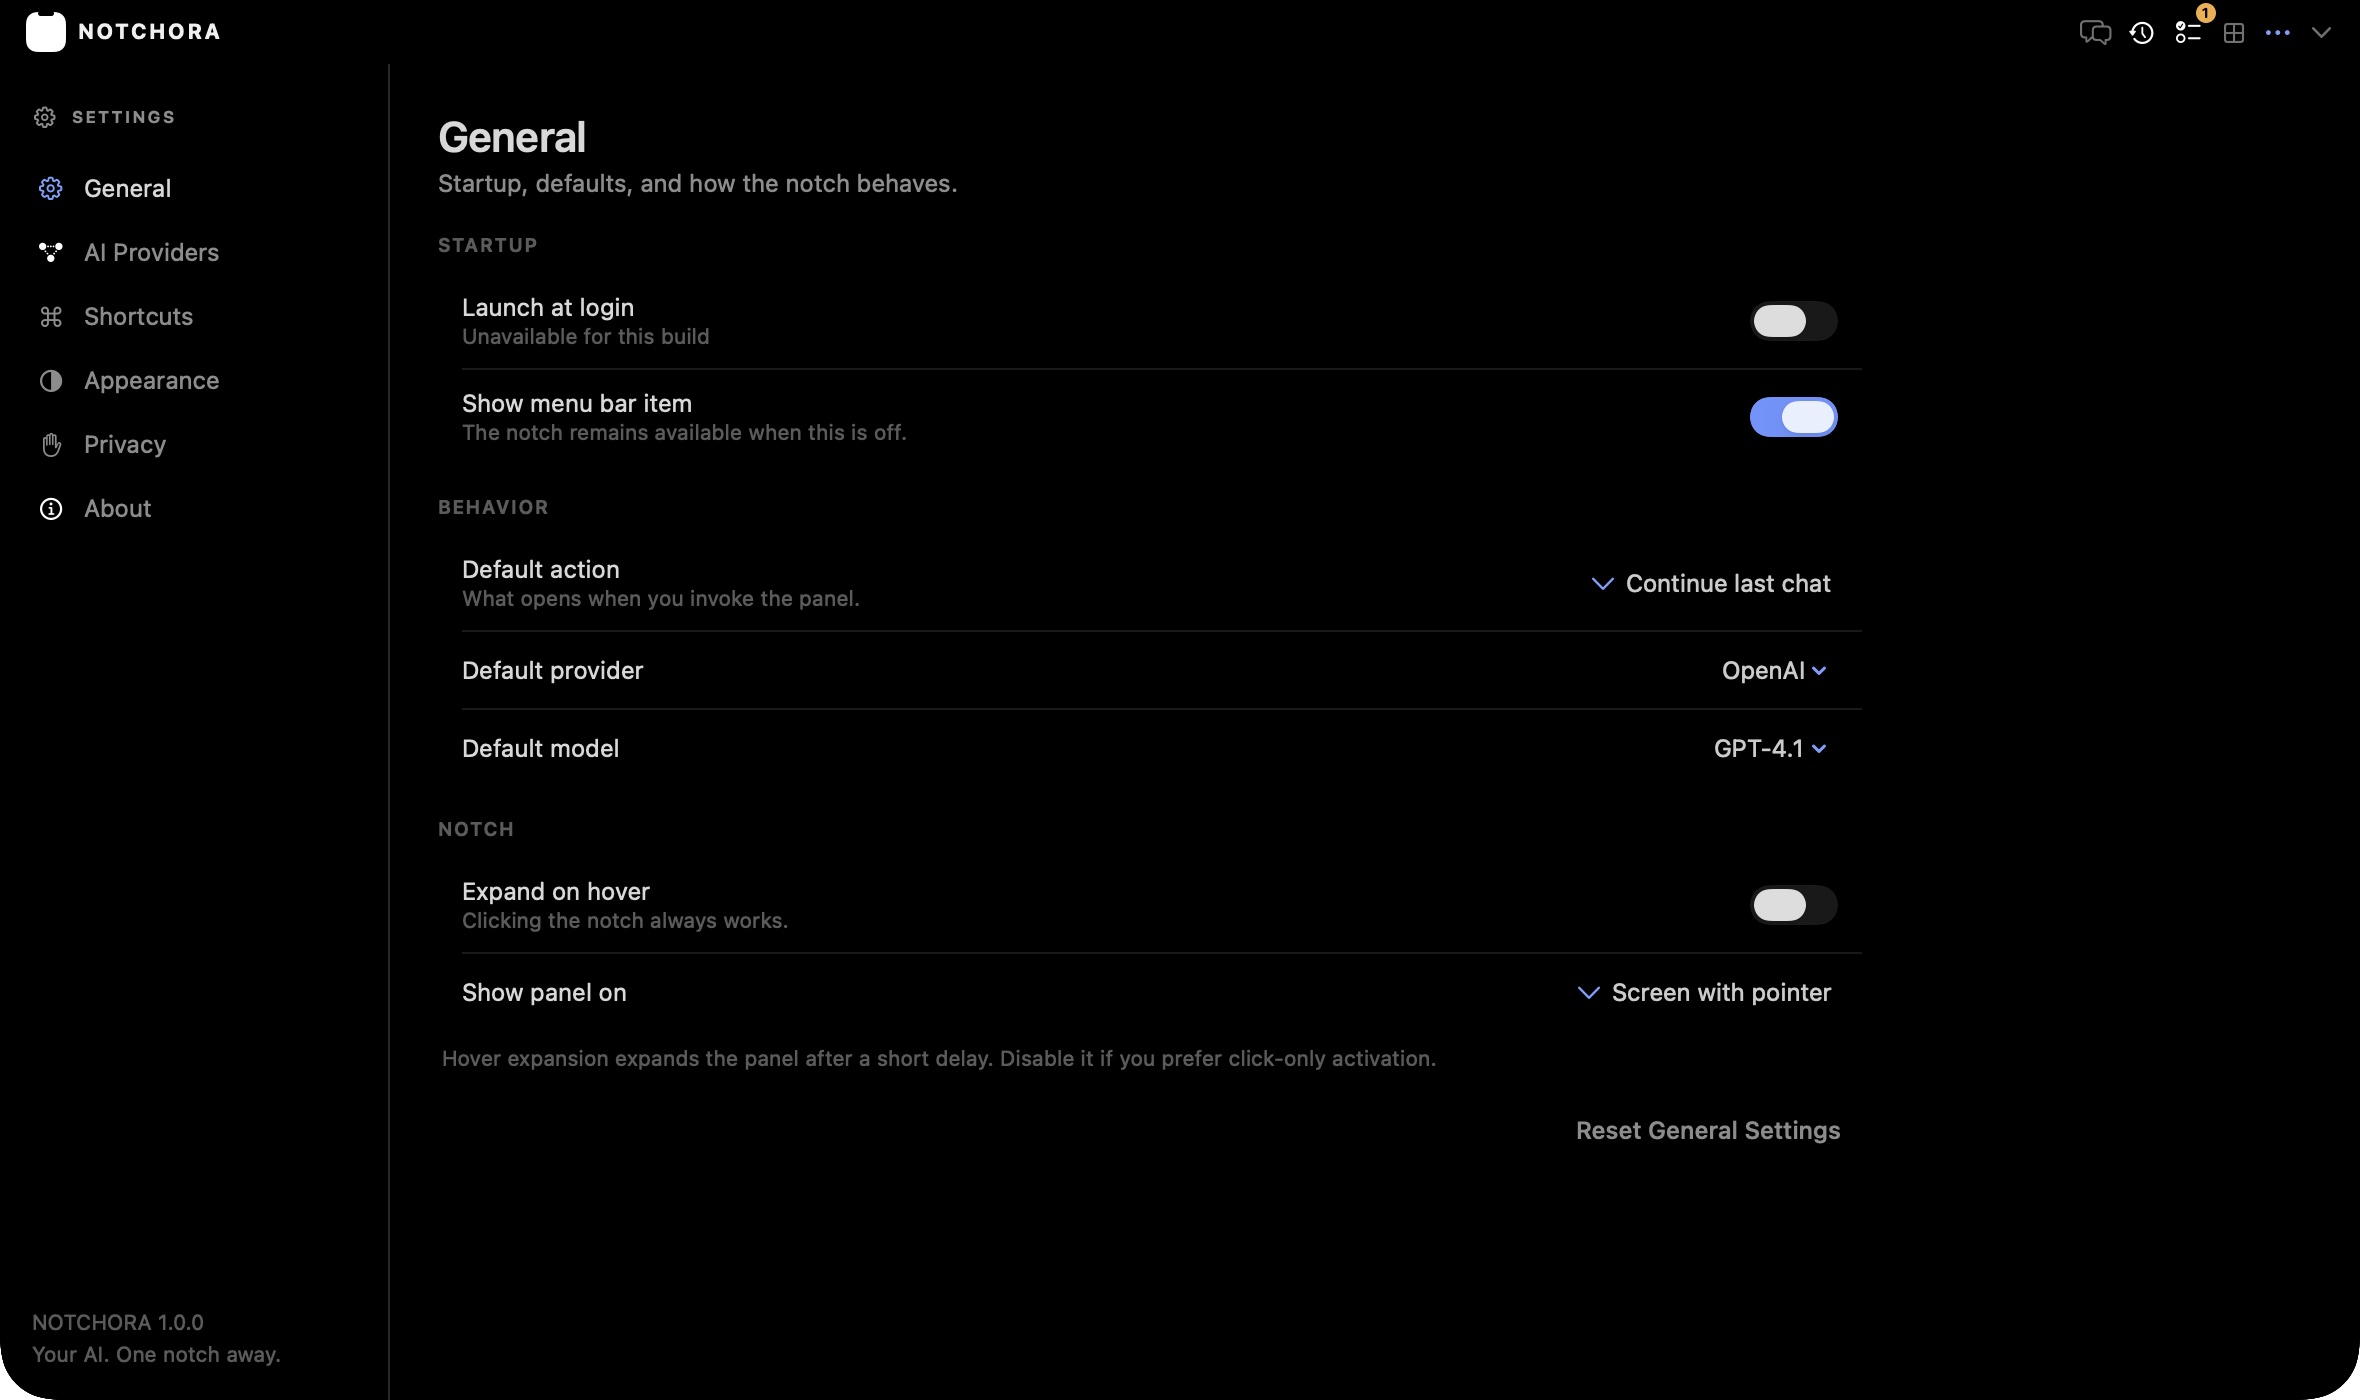 NOTCHORA
1
SETTINGS
General
AI Providers
Shortcuts
Appearance
Privacy
About
NOTCHORA 1.0.0
Your AI. One notch away.
General
Startup, defaults, and how the notch behaves.
STARTUP
Launch at login
Unavailable for this build
Show menu bar item
The notch remains available when this is off.
BEHAVIOR
Default action
What opens when you invoke the panel.
Continue last chat
Default provider
OpenAI
Default model
GPT-4.1
NOTCH
Expand on hover
Clicking the notch always works.
Show panel on
Screen with pointer
Hover expansion expands the panel after a short delay. Disable it if you prefer click-only activation.
Reset General Settings